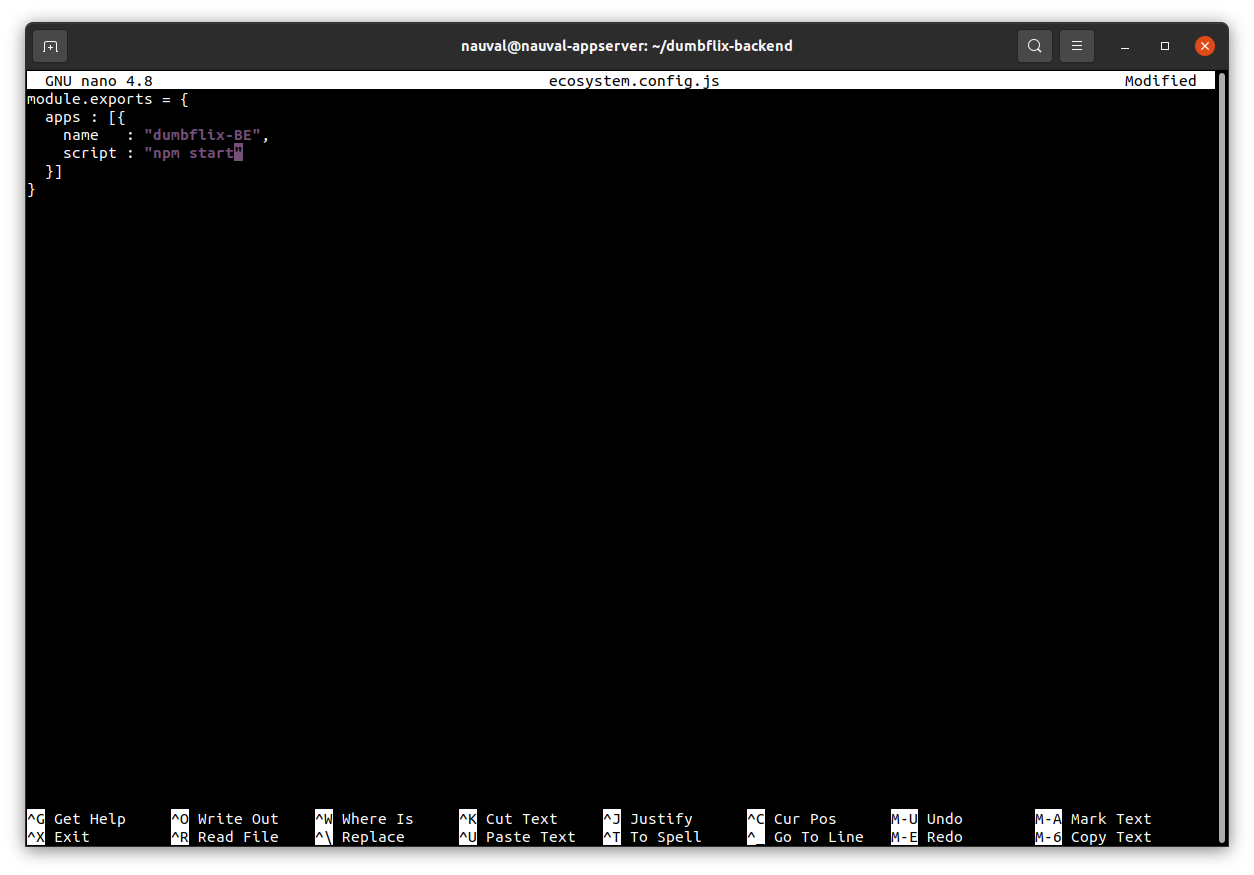 nauval@nauval-appserver: ~/dumbflix-backend
GNU nano 4.8 ecosystem.config.js Modified
module.exports = {
  apps : [{
    name   : "dumbflix-BE",
    script : "npm start"
  }]
}
^G Get Help ^O Write Out ^W Where Is ^K Cut Text ^J Justify ^C Cur Pos M-U Undo M-A Mark Text
^X Exit ^R Read File ^\ Replace ^U Paste Text ^T To Spell ^_ Go To Line M-E Redo M-6 Copy Text